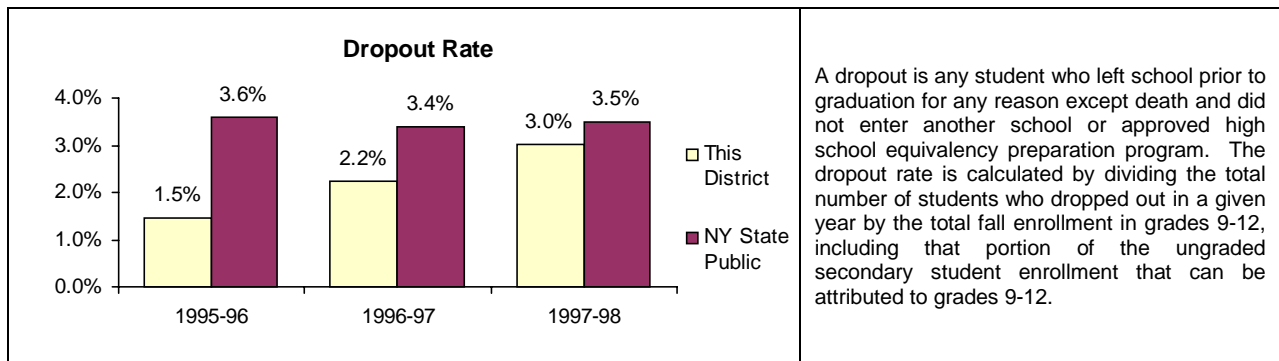 Dropout Rate
4.0%
3.0%
2.0%
1.0%
0.0%
1.5%
3.6%
2.2%
3.4%
3.0%
3.5%
1995-96
1996-97
1997-98
This
District
NY State
Public
A dropout is any student who left school prior to
graduation for any reason except death and did
not enter another school or approved high
school equivalency preparation program. The
dropout rate is calculated by dividing the total
number of students who dropped out in a given
year by the total fall enrollment in grades 9-12,
including that portion of the ungraded
secondary student enrollment that can be
attributed to grades 9-12.